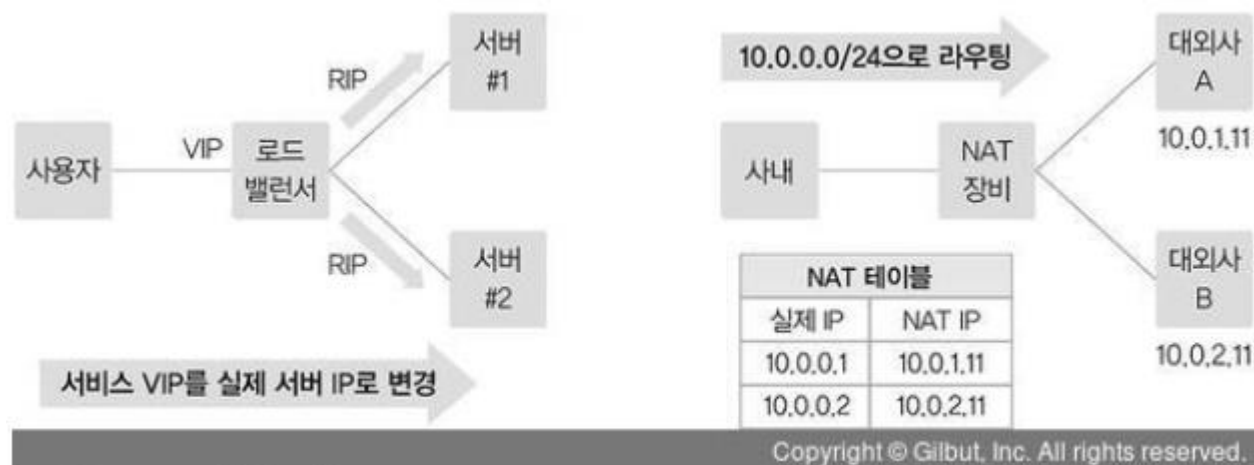 사용자
VIP
로드
밸런서
RIP
서버
#1
RIP
서버
#2
서비스 VIP를 실제 서버 IP로 변경
10.0.0.0/24으로 라우팅
사내
NAT
장비
대외사
A
10.0.1.11
대외사
B
10.0.2.11
NAT 테이블
실제 IP NAT IP
10.0.0.1 10.0.1.11
10.0.0.2 10.0.2.11
Copyright © Gilbut, Inc. All rights reserved.